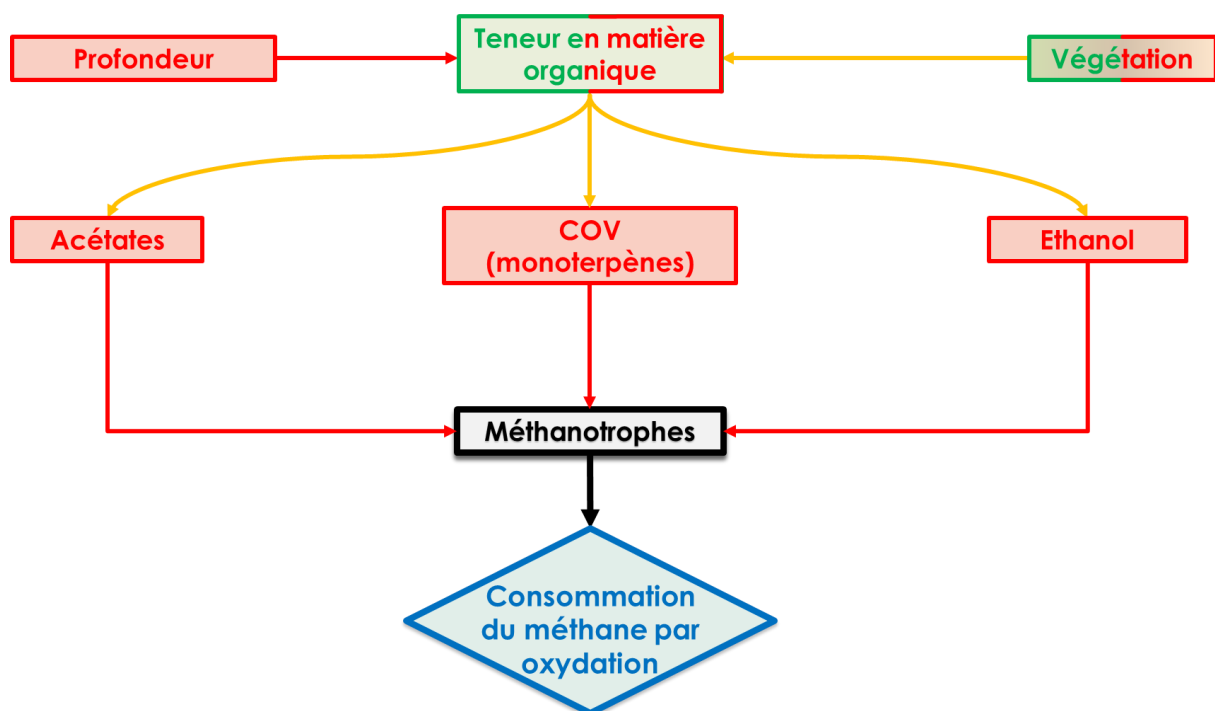 Profondeur
Teneur en matière
organique
Végétation
Acétates
COV
(monoterpènes)
Ethanol
Méthanotrophes
Consommation
du méthane par
oxydation